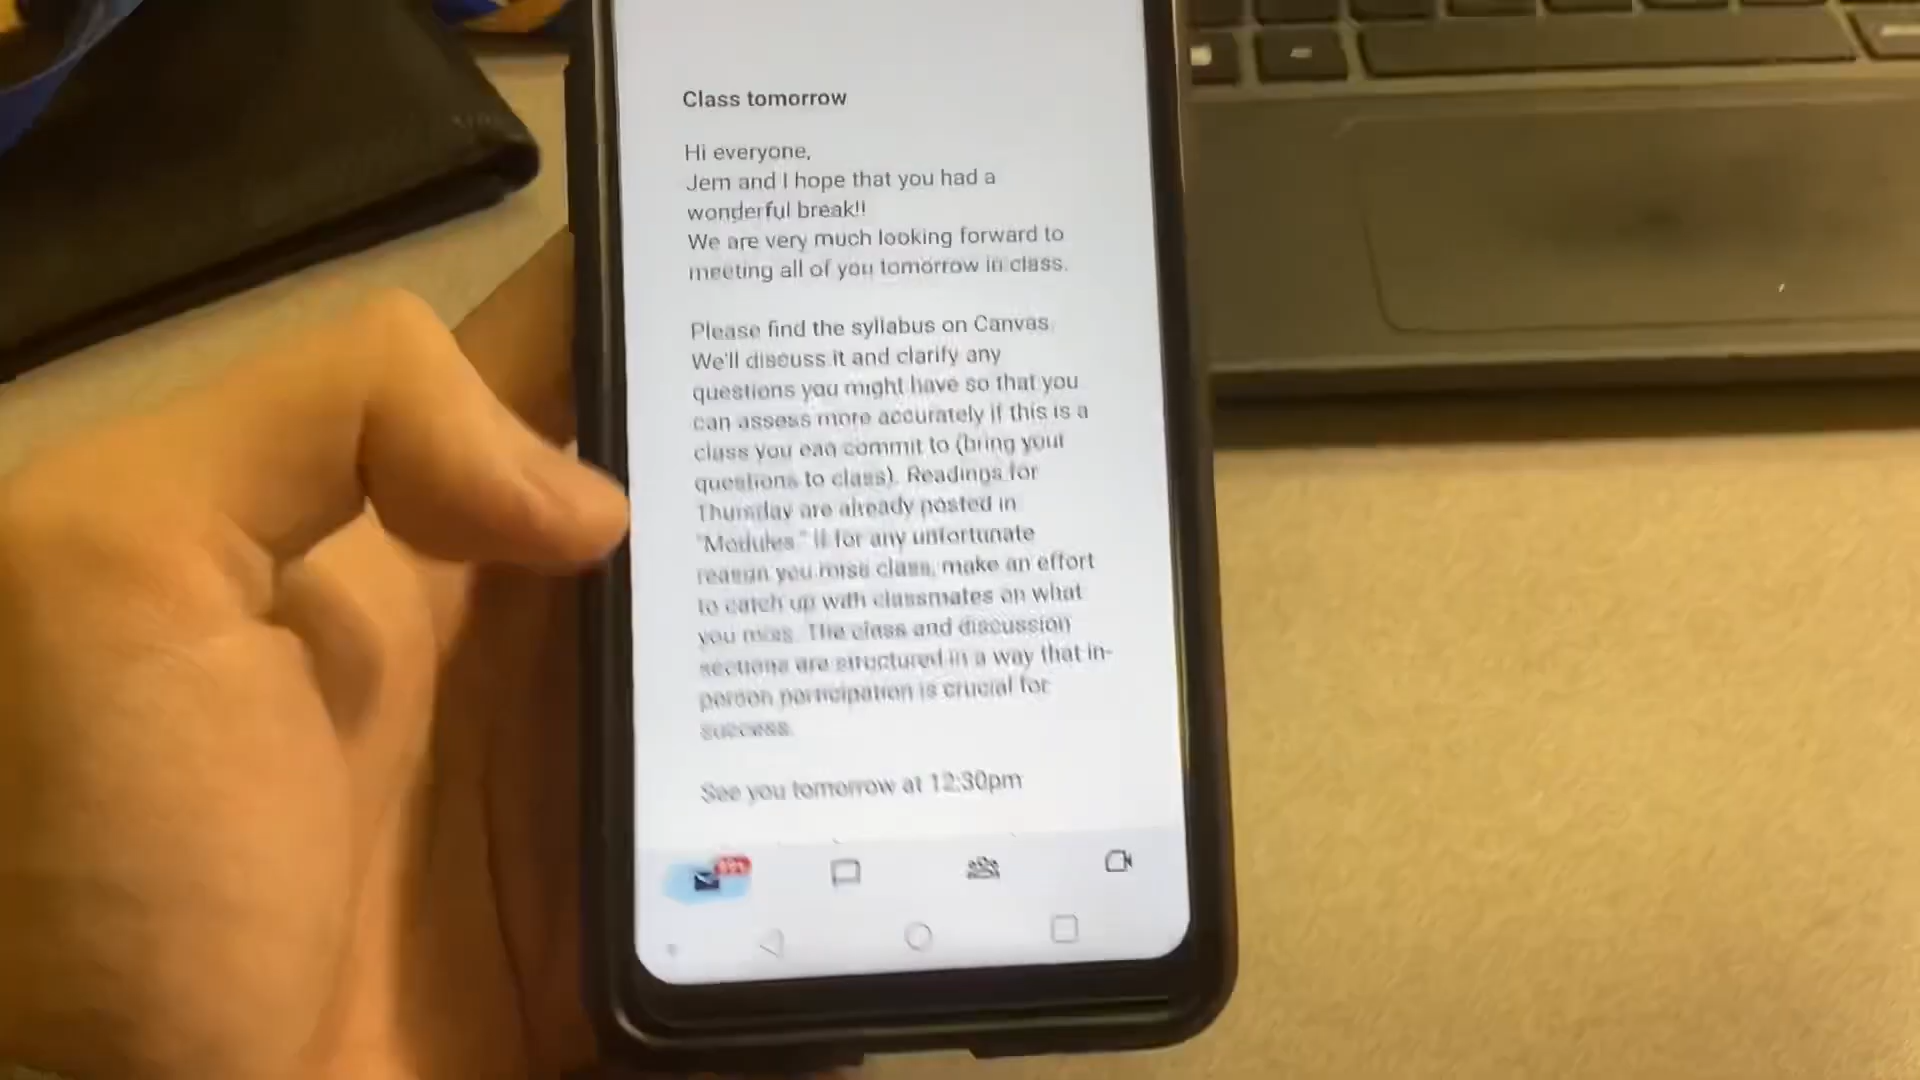 Class tomorrow
Hi everyone,
Jem and I hope that you had a
wonderful break!!
We are very much looking forward to
meeting all of you tomorrow in class.
Please find the syllabus on Canvas.
We'll discuss it and clarify any
questions you might have so that you
can assess more accurately if this is a
class you can commit to (bring your
questions to class). Readings for
Thursday are already posted in
"Modules." If for any unfortunate
reason you miss class, make an effort
to catch up with classmates on what
you miss. The class and discussion
sections are structured in a way that in-
person participation is crucial for
success.
See you tomorrow at 12:30pm